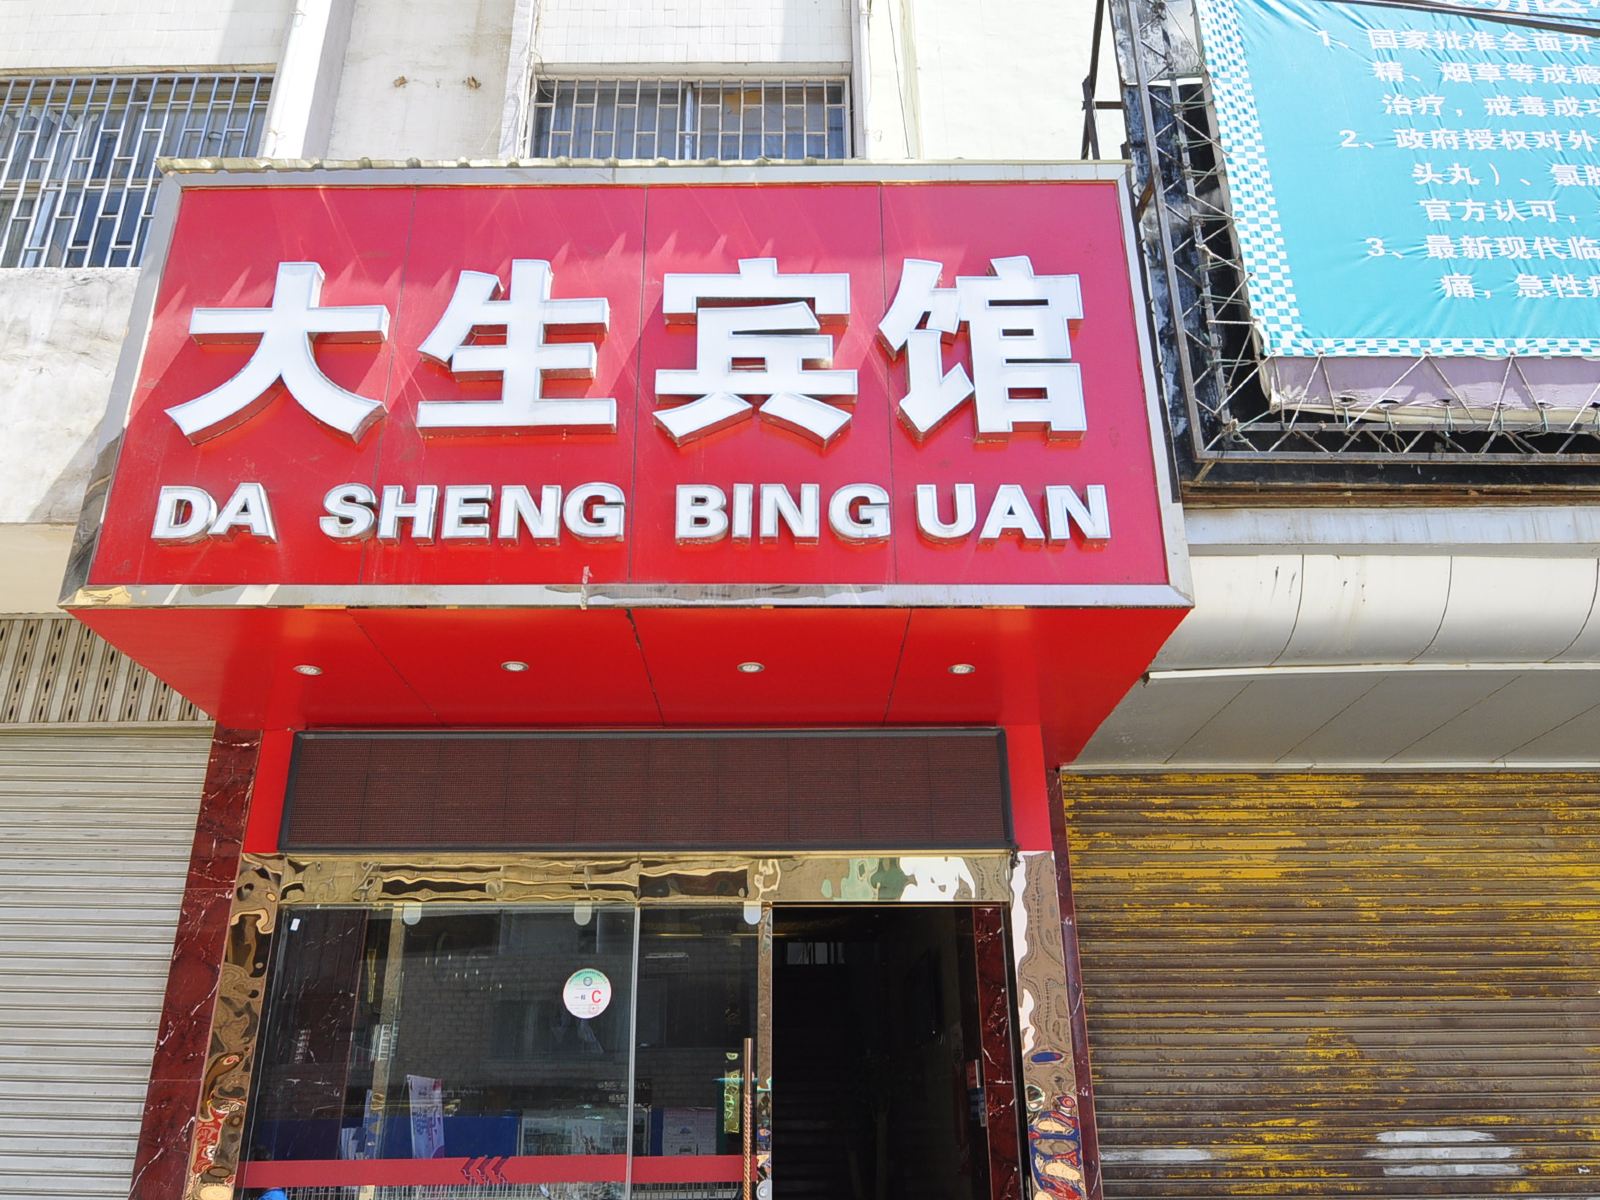 大生宾馆
DA SHENG BING UAN
1、国家批准全面开
精、烟草等成瘾
治疗，戒毒成功
2、政府授权对外
头丸）、氯胺
官方认可，
3、最新现代临
痛，急性
C